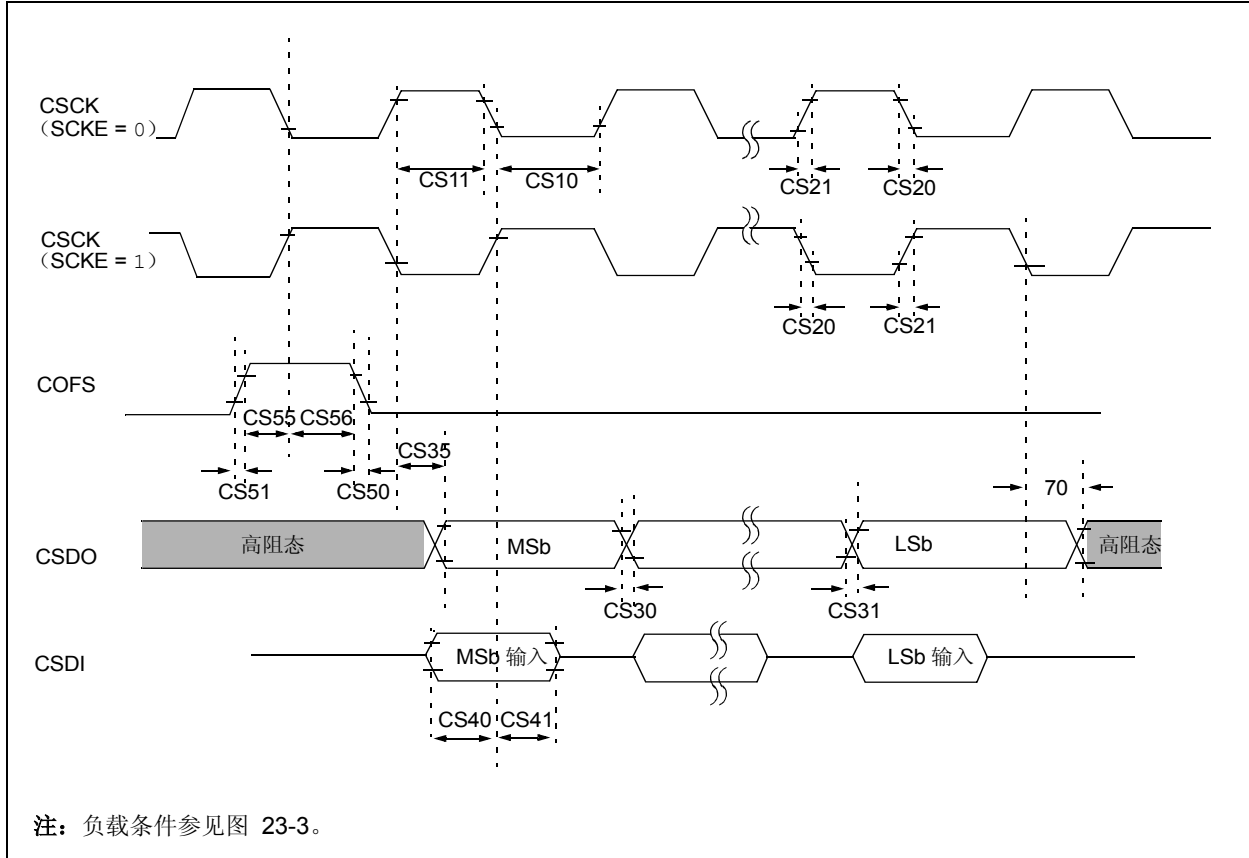 CSCK
（SCKE = 0）
CS11
CS10
CS21
CS20
CSCK
（SCKE = 1）
CS20
CS21
COFS
CS55
CS56
CS35
CS51
CS50
70
CSDO
高阻态
MSb
LSb
高阻态
CS30
CS31
CSDI
MSb 输入
LSb 输入
CS40
CS41
注：负载条件参见图 23-3。